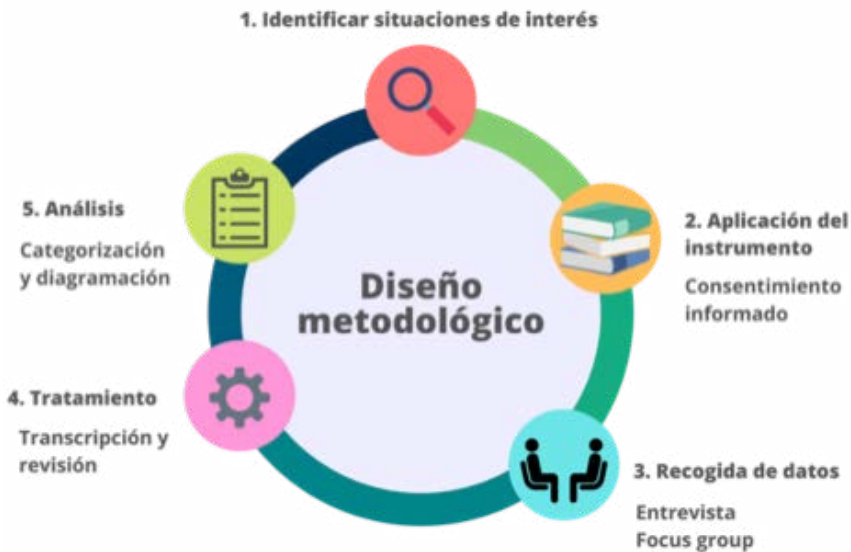 1. Identificar situaciones de interés
2. Aplicación del
instrumento
Consentimiento
informado
3. Recogida de datos
Entrevista
Focus group
4. Tratamiento
Transcripción y
revisión
5. Análisis
Categorización
y diagramación
Diseño
metodológico